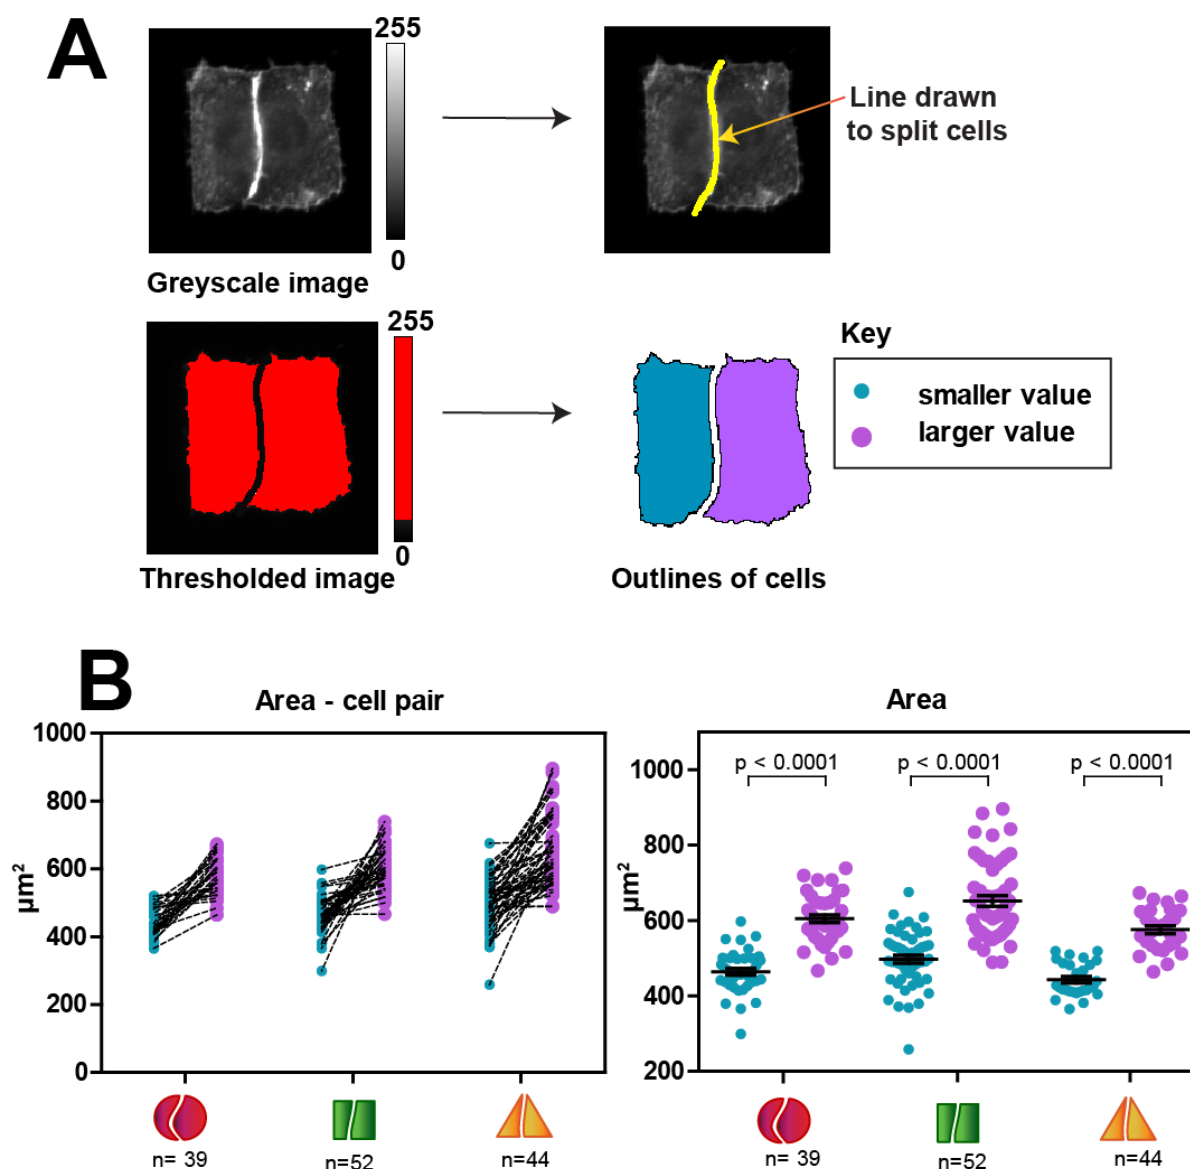 A
255
0
Greyscale image
Line drawn
to split cells
255
0
Thresholded image
Outlines of cells
Key
smaller value
larger value
B
Area - cell pair
1000
800
600
400
200
0
µm²
n= 39
n=52
n=44
Area
p < 0.0001
p < 0.0001
p < 0.0001
1000
800
600
400
200
µm²
n= 39
n=52
n=44